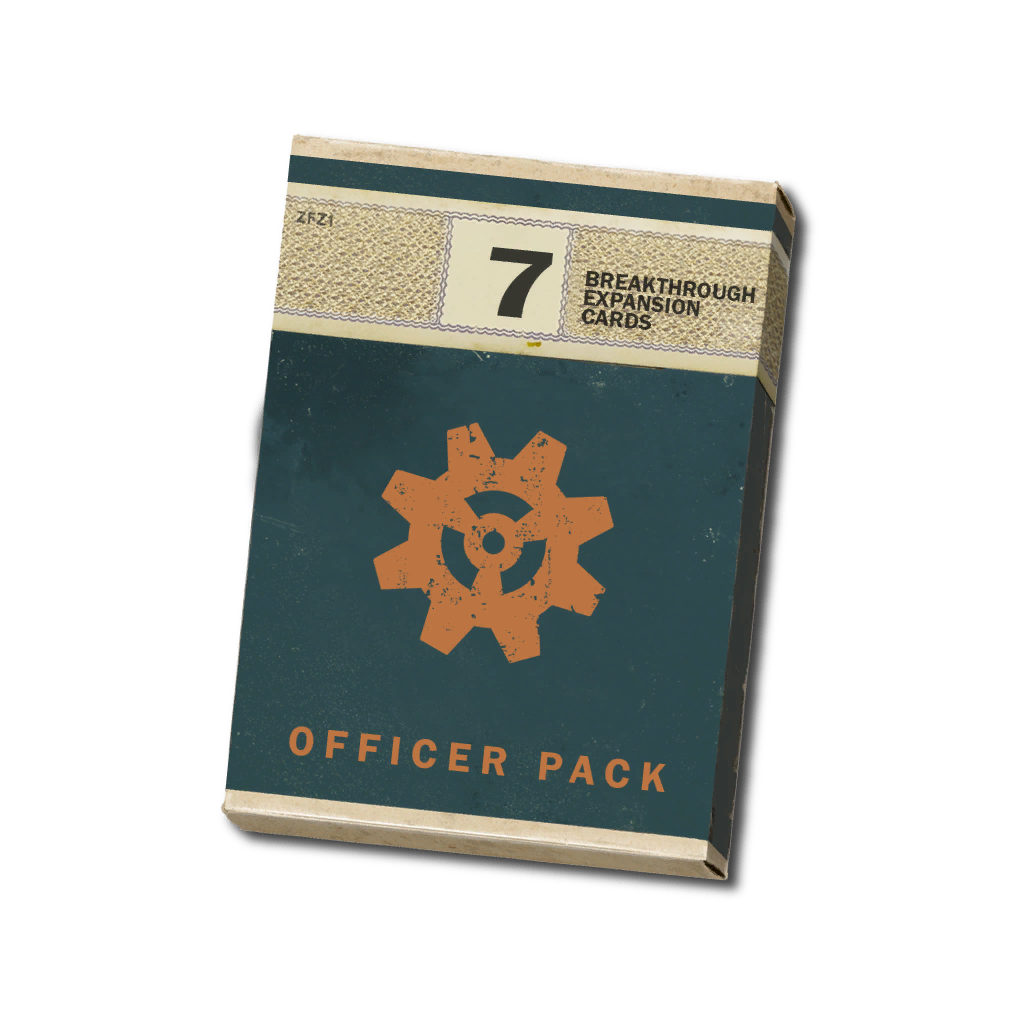 ZFZ1
7
BREAKTHROUGH
EXPANSION
CARDS
OFFICER PACK